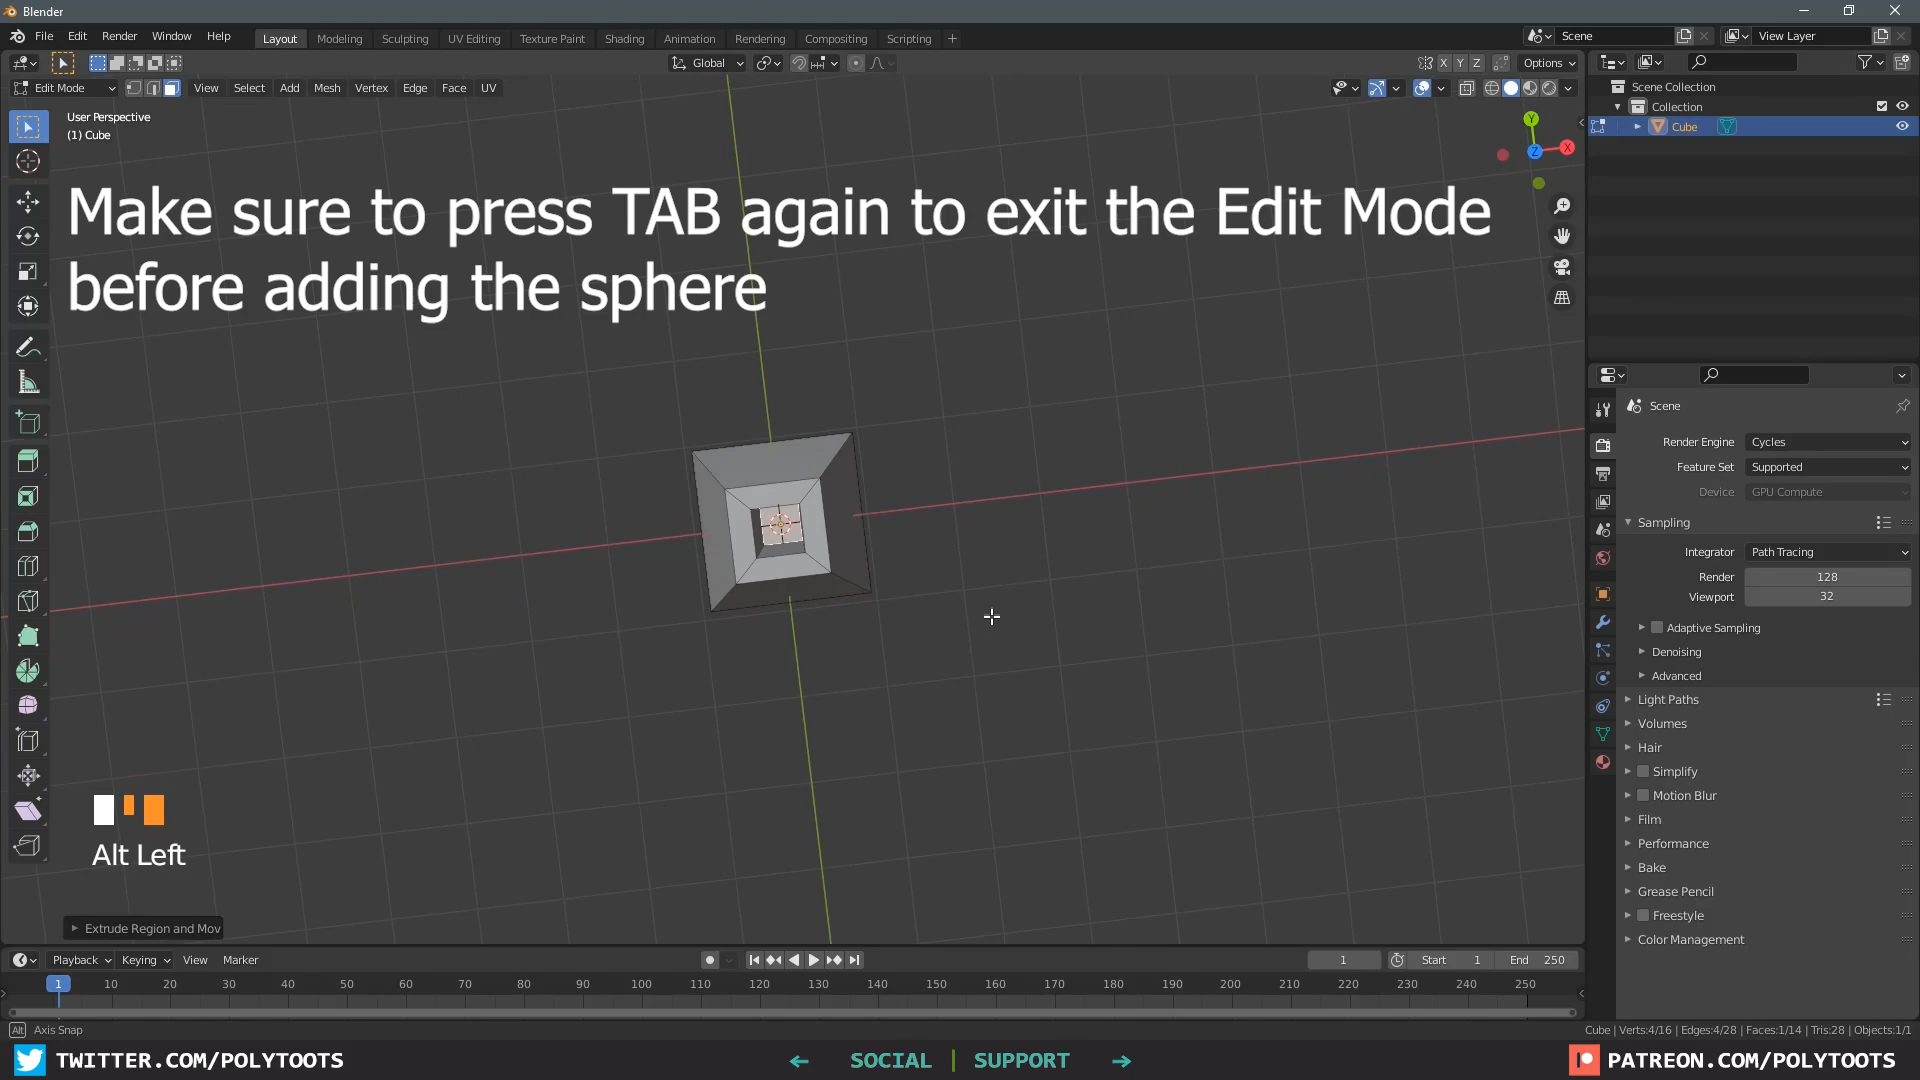 Blender
File Edit Render Window Help
Layout Modeling Sculpting UV Editing Texture Paint Shading Animation Rendering Compositing Scripting +
Scene
View Layer
Global
X Y Z
Options
Edit Mode
View Select Add Mesh Vertex Edge Face UV
User Perspective
(1) Cube
Make sure to press TAB again to exit the Edit Mode
before adding the sphere
Y
X
Z
Scene Collection
Collection
Cube
Scene
Render Engine Cycles
Feature Set Supported
Device GPU Compute
Sampling
Integrator Path Tracing
Render 128
Viewport 32
Adaptive Sampling
Denoising
Advanced
Light Paths
Volumes
Hair
Simplify
Motion Blur
Film
Performance
Bake
Grease Pencil
Freestyle
Color Management
Alt Left
Extrude Region and Mov
Playback Keying View Marker
1
Start 1
End 250
1 10 20 30 40 50 60 70 80 90 100 110 120 130 140 150 160 170 180 190 200 210 220 230 240 250
Alt Axis Snap
Cube | Verts:4/16 | Edges:4/28 | Faces:1/14 | Tris:28 | Objects:1/1
TWITTER.COM/POLYTOOTS
← SOCIAL | SUPPORT →
PATREON.COM/POLYTOOTS